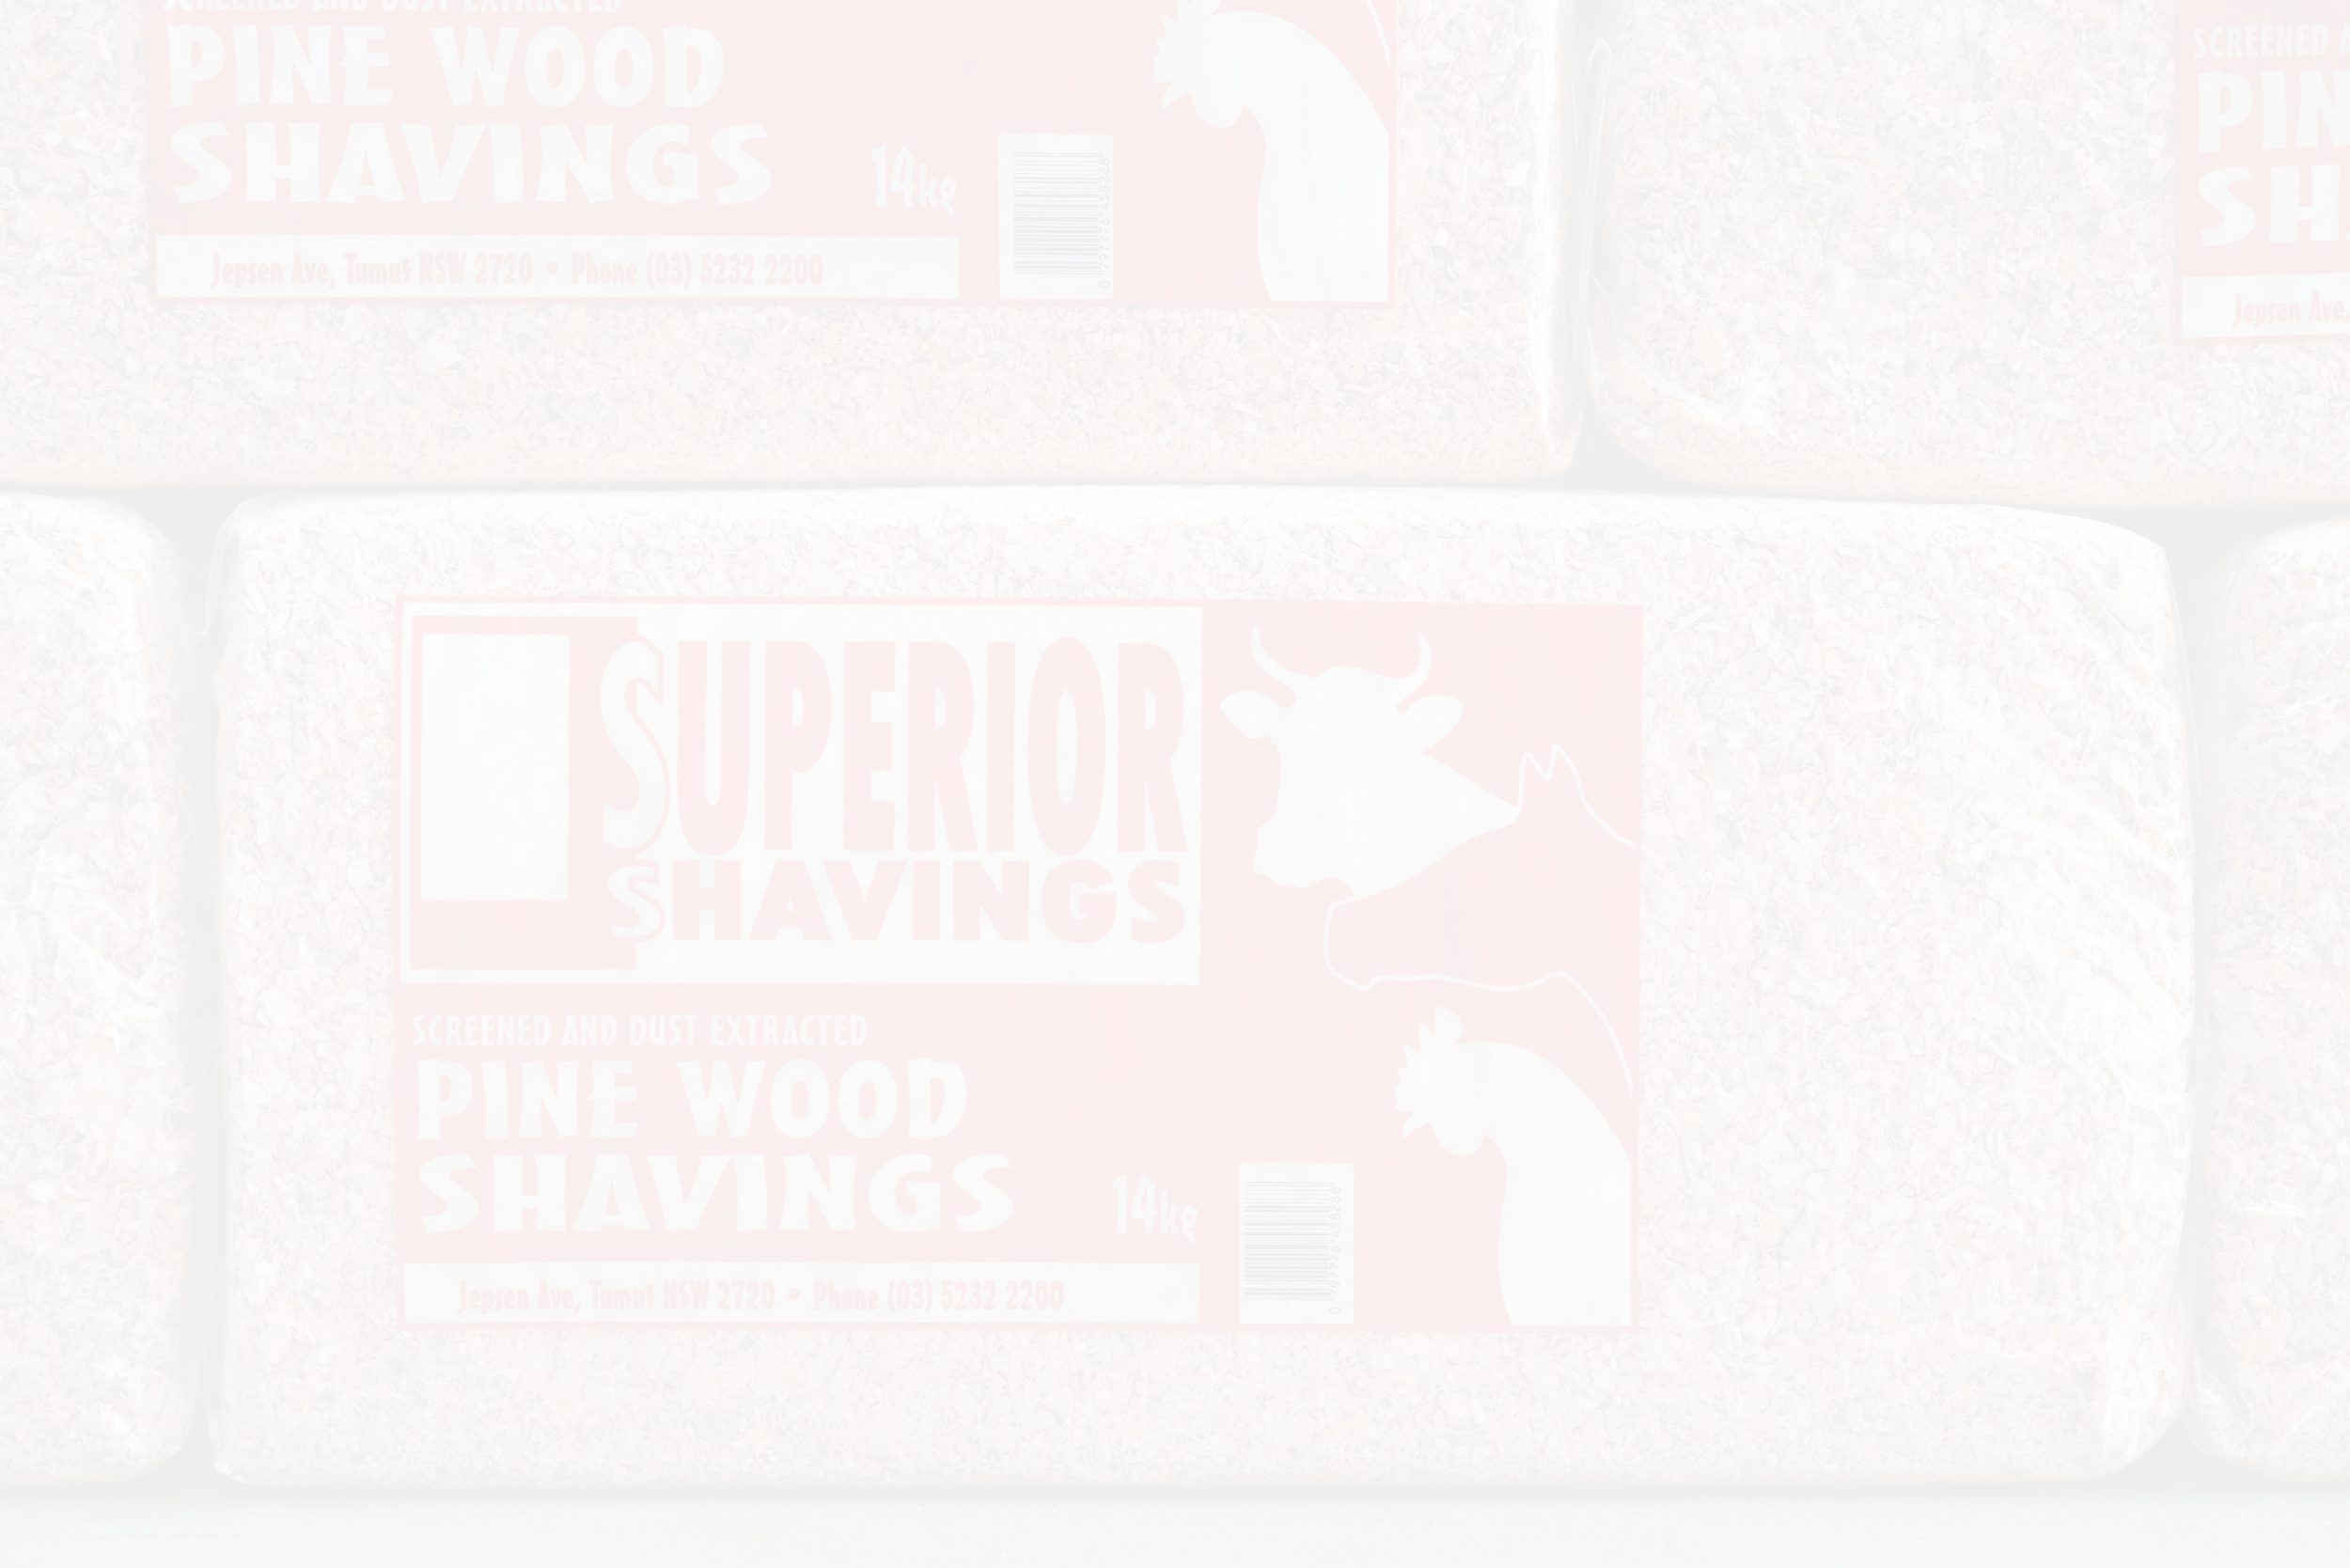 SCREENED AND DUST EXTRACTED
PINE WOOD
SHAVINGS
14kg
Jepsen Ave, Tumut NSW 2720 • Phone (03) 5232 2200
SCREENED
PIN
SH
Jepsen Ave,
SUPERIOR
SHAVINGS
SCREENED AND DUST EXTRACTED
PINE WOOD
SHAVINGS
14kg
Jepsen Ave, Tumut NSW 2720 • Phone (03) 5232 2200